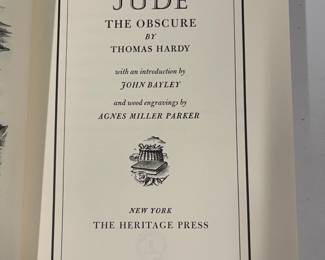 JUDE
THE OBSCURE
BY
THOMAS HARDY
with an introduction by
JOHN BAYLEY
and wood engravings by
AGNES MILLER PARKER
NEW YORK
THE HERITAGE PRESS